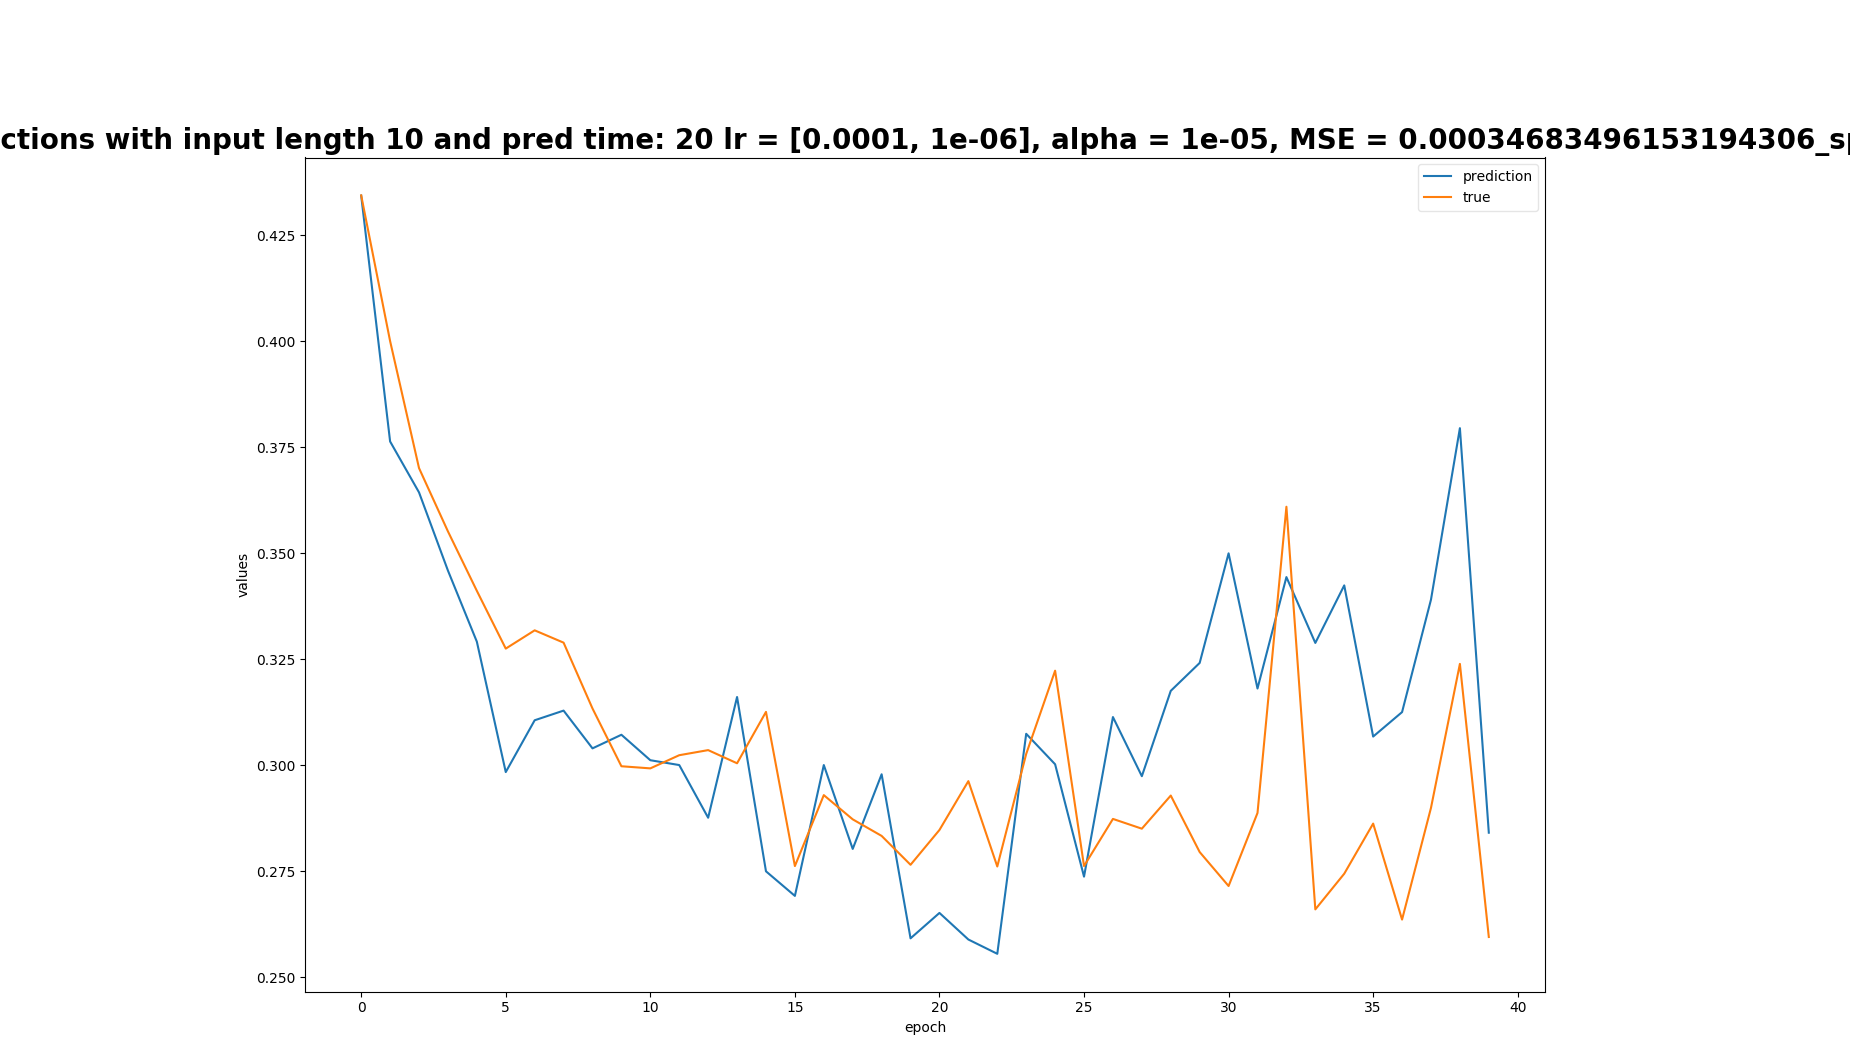 ctions with input length 10 and pred time: 20 lr = [0.0001, 1e-06], alpha = 1e-05, MSE = 0.00034683496153194306_sp
prediction
true
0.425
0.400
0.375
0.350
0.325
0.300
0.275
0.250
values
0 5 10 15 20 25 30 35 40
epoch